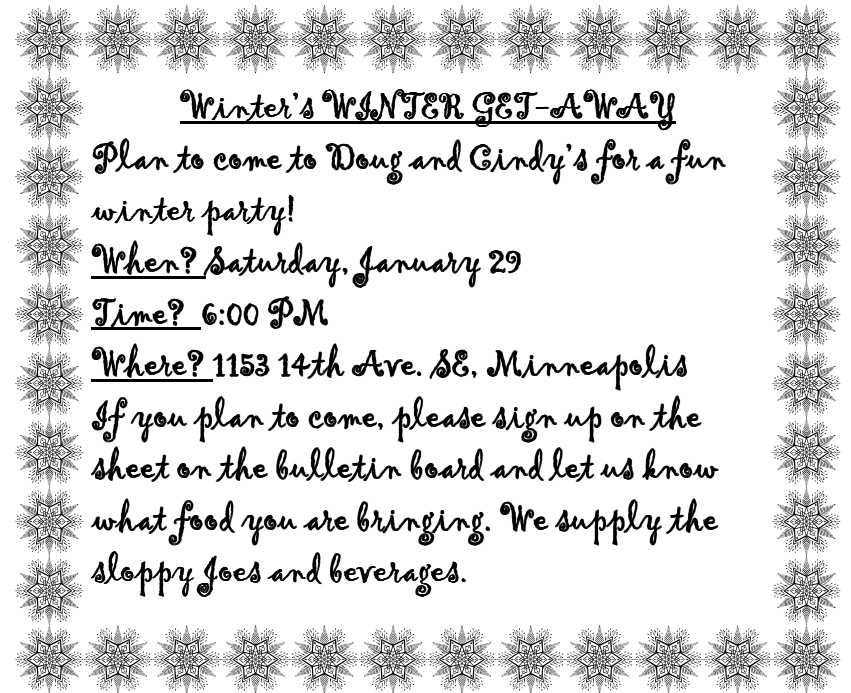 Winter's WINTER GET-AWAY
Plan to come to Doug and Cindy's for a fun
winter party!
When? Saturday, January 29
Time? 6:00 PM
Where? 1153 14th Ave. SE, Minneapolis
If you plan to come, please sign up on the
sheet on the bulletin board and let us know
what food you are bringing. We supply the
sloppy Joes and beverages.